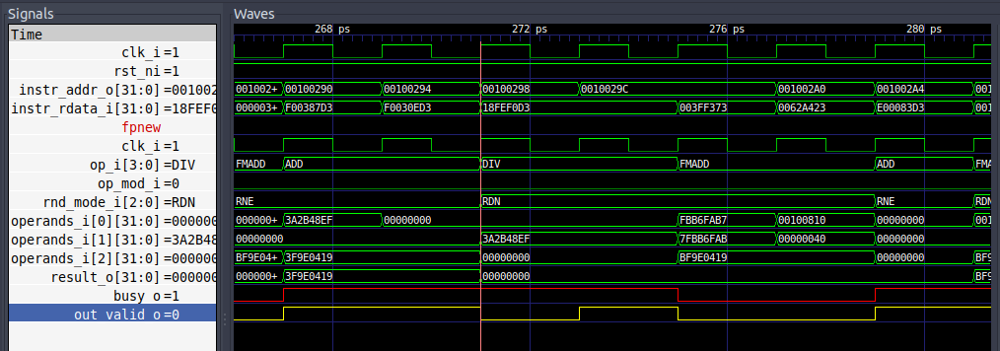 Signals
Waves
Time
268 ps 272 ps 276 ps 280 ps
clk_i=1
rst_ni=1
instr_addr_o[31:0]=001002 001002+ 00100290 00100294 00100298 0010029C 001002A0 001002A4 001
instr_rdata_i[31:0]=18FEF0 000003+ F00387D3 F0030ED3 18FEF0D3 003FF373 0062A423 E00083D3 001
fpnew
clk_i=1
op_i[3:0]=DIV FMADD ADD DIV FMADD ADD FMA
op_mod_i=0
rnd_mode_i[2:0]=RDN RNE RDN RNE RDN
operands_i[0][31:0]=000000 000000+ 3A2B48EF 00000000 FBB6FAB7 00100810 00000000 001
operands_i[1][31:0]=3A2B48 00000000 3A2B48EF 7FBB6FAB 00000040 00000000
operands_i[2][31:0]=000000 BF9E04+ 3F9E0419 00000000 BF9E0419 00000000 BF9
result_o[31:0]=000000 000000+ 3F9E0419 00000000 BF9
busy o=1
out valid o=0